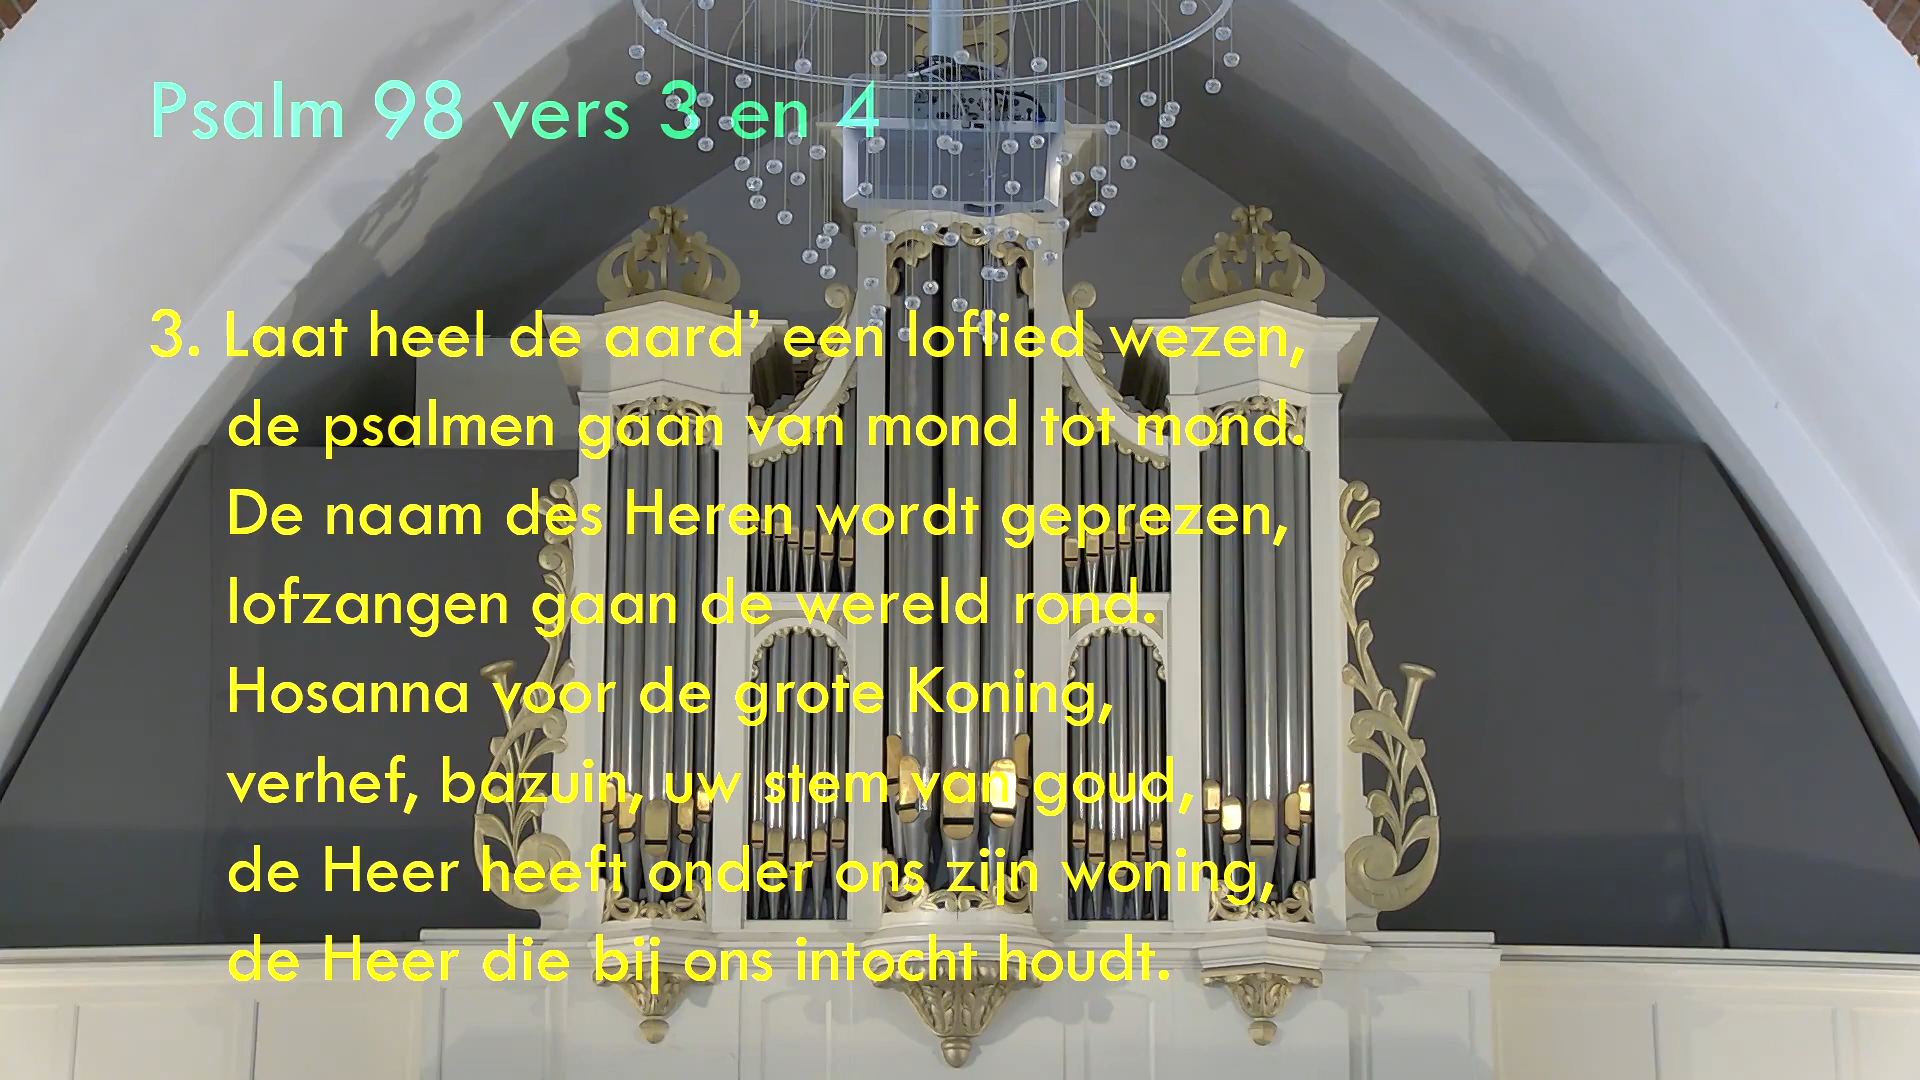 Psalm 98 vers 3 en 4
3. Laat heel de aard’ een loflied wezen,
de psalmen gaan van mond tot mond.
De naam des Heren wordt geprezen,
lofzangen gaan de wereld rond.
Hosanna voor de grote Koning,
verhef, bazuin, uw stem van goud,
de Heer heeft onder ons zijn woning,
de Heer die bij ons intocht houdt.